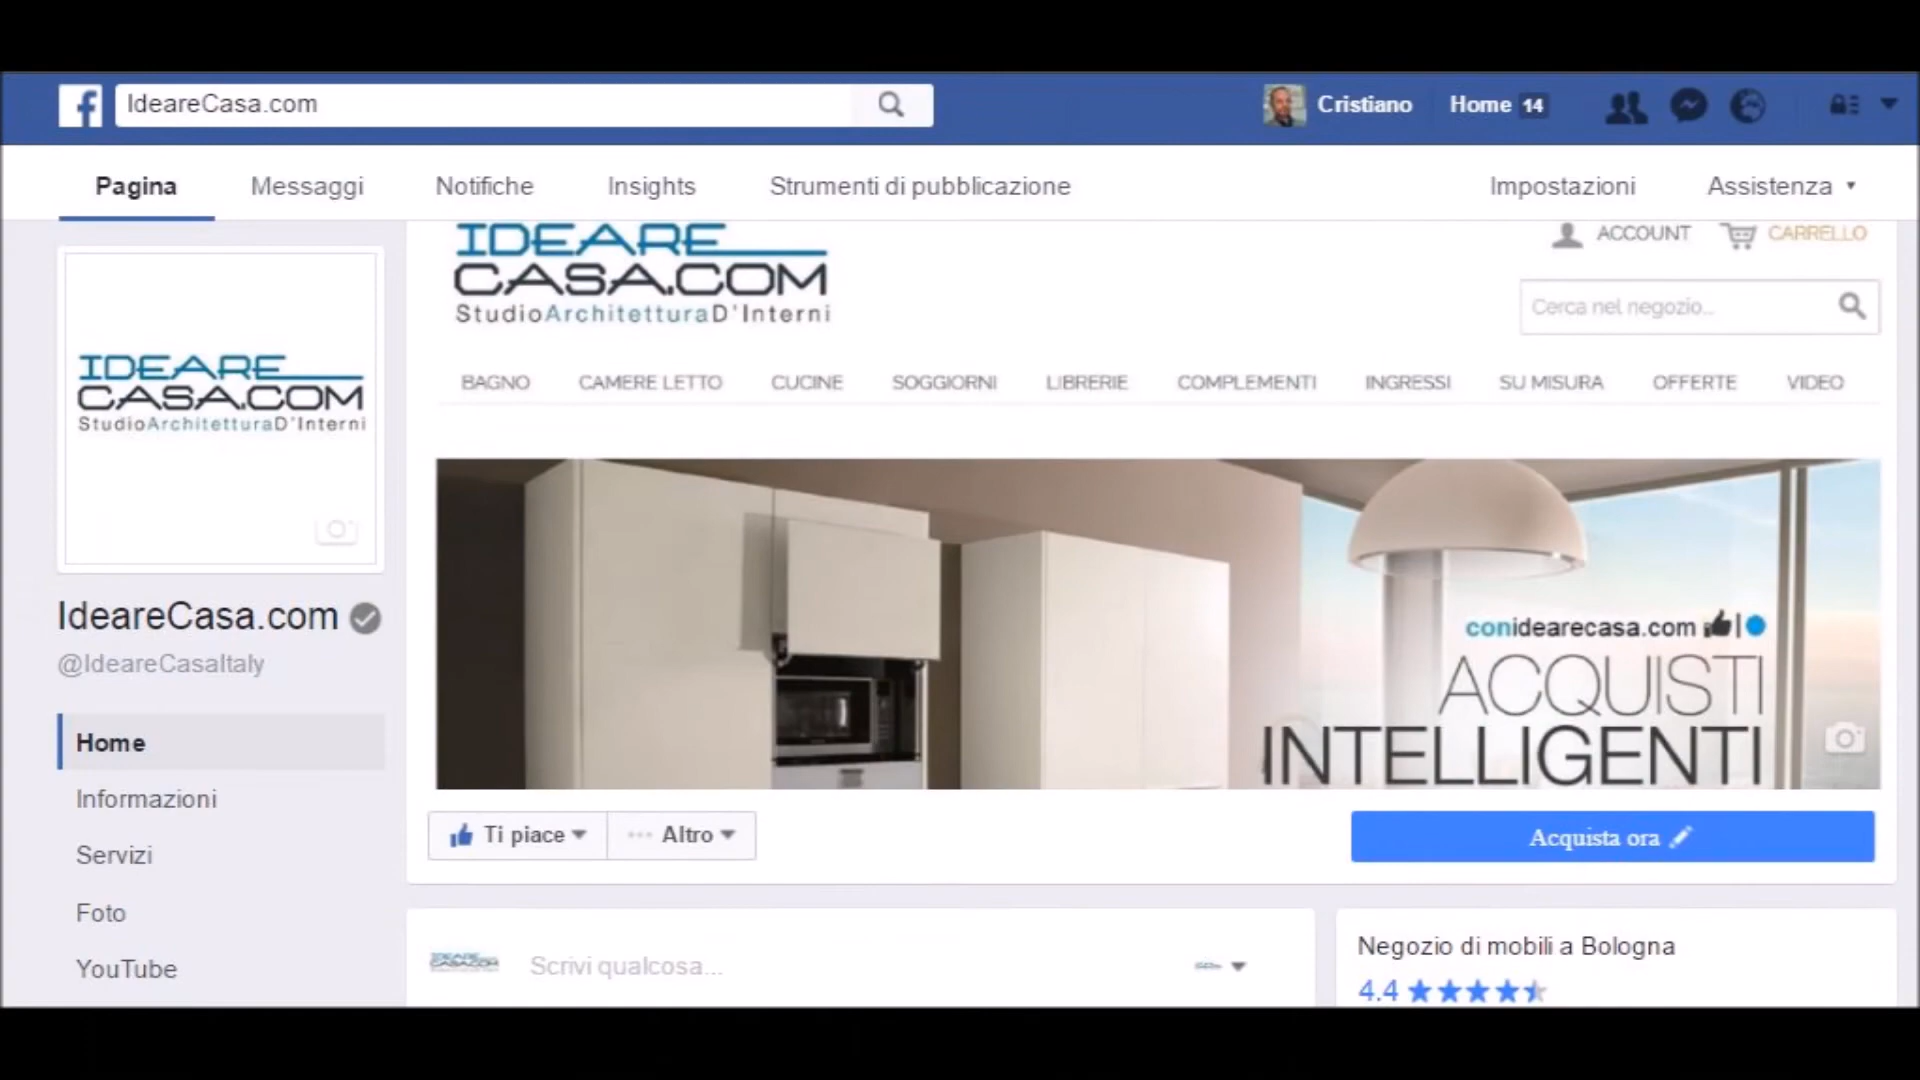 IdeareCasa.com
Cristiano Home 14
Pagina Messaggi Notifiche Insights Strumenti di pubblicazione Impostazioni Assistenza
IDEARE
CASA.COM
StudioArchitetturaD'Interni
ACCOUNT CARRELLO
Cerca nel negozio...
BAGNO CAMERE LETTO CUCINE SOGGIORNI LIBRERIE COMPLEMENTI INGRESSI SU MISURA OFFERTE VIDEO
IDEARE
CASA.COM
StudioArchitetturaD'Interni
IdeareCasa.com
@IdeareCasaItaly
conidearecasa.com
ACQUISTI
INTELLIGENTI
Home
Informazioni
Servizi
Foto
YouTube
Ti piace Altro
Acquista ora
IDEARE
CASA.COM
Scrivi qualcosa...
Negozio di mobili a Bologna
4.4